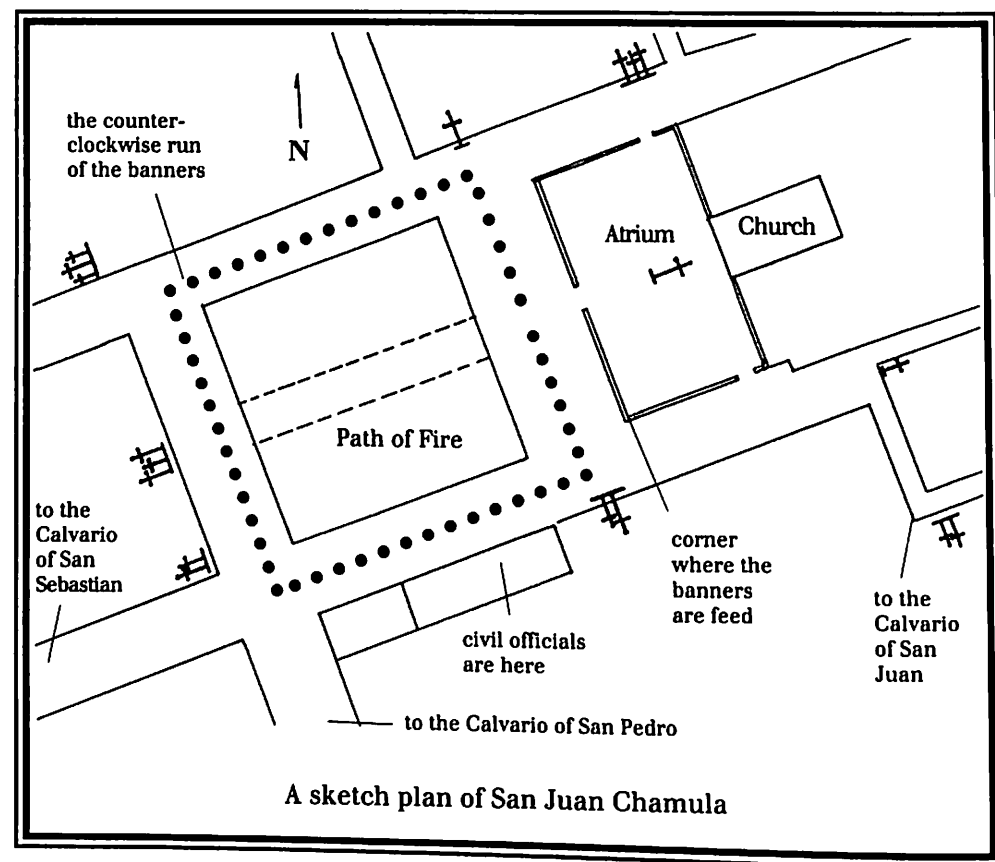 the counter-
clockwise run
of the banners
N
Atrium
Church
Path of Fire
to the
Calvario
of San
Sebastian
corner
where the
banners
are feed
civil officials
are here
to the
Calvario
of San
Juan
to the Calvario of San Pedro
A sketch plan of San Juan Chamula